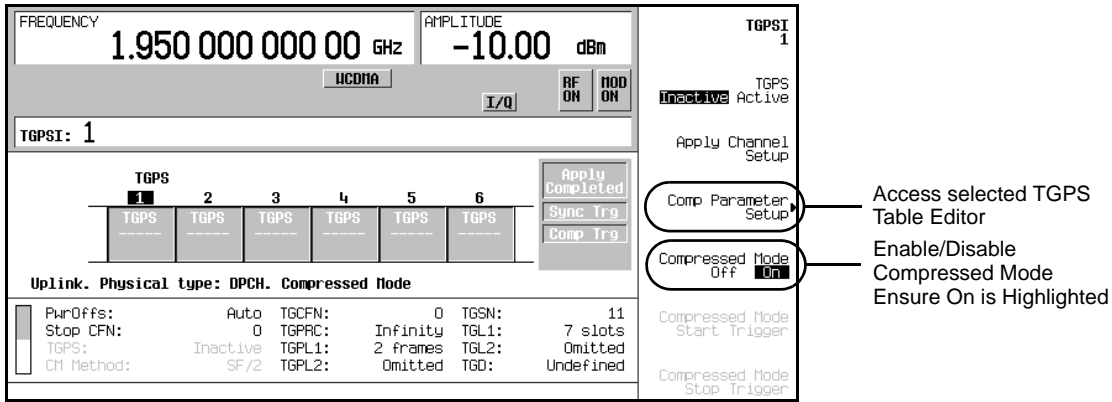 FREQUENCY
1.950 000 000 00 GHz
AMPLITUDE
-10.00 dBm
WCDMA
I/Q
RF ON
MOD ON
TGPSI: 1
TGPS
1 2 3 4 5 6
TGPS TGPS TGPS TGPS TGPS TGPS
----- ----- ----- ----- ----- -----
Apply
Completed
Sync Trg
Comp Trg
Uplink. Physical type: DPCH. Compressed Mode
PwrOffs: Auto TGCFN: 0 TGSN: 11
Stop CFN: 0 TGPRC: Infinity TGL1: 7 slots
TGPS: Inactive TGPL1: 2 frames TGL2: Omitted
CM Method: SF/2 TGPL2: Omitted TGD: Undefined
TGPSI
1
TGPS
Inactive Active
Apply Channel
Setup
Comp Parameter
Setup
Compressed Mode
Off On
Compressed Mode
Start Trigger
Compressed Mode
Stop Trigger
Access selected TGPS
Table Editor
Enable/Disable
Compressed Mode
Ensure On is Highlighted